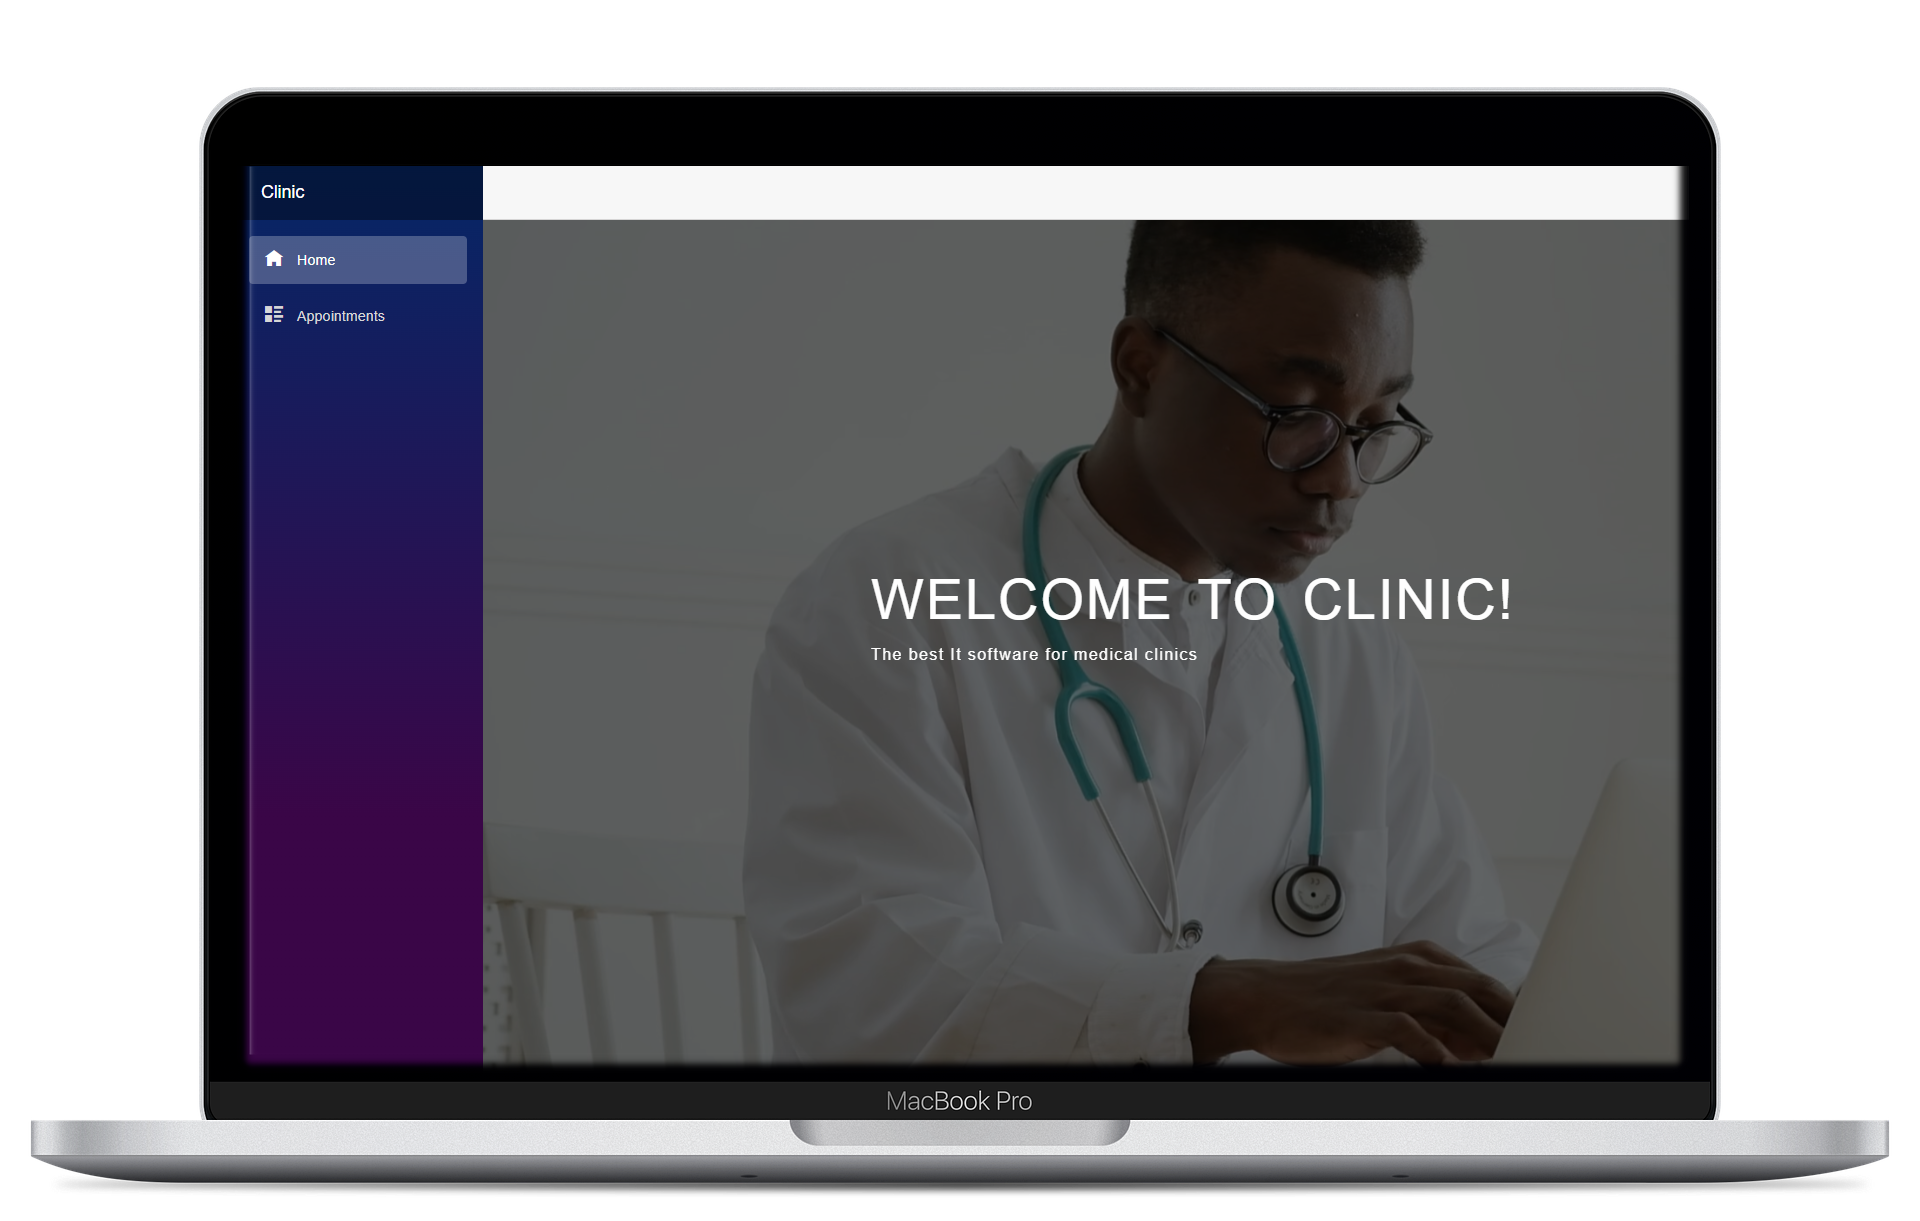 Clinic
Home
Appointments
WELCOME TO CLINIC!
The best It software for medical clinics
MacBook Pro